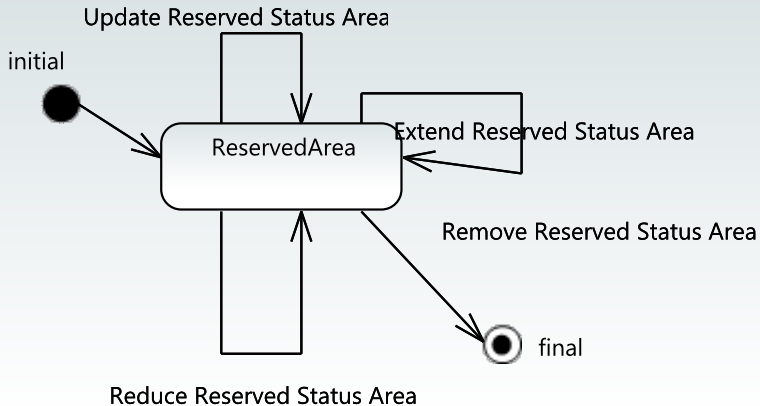 Update Reserved Status Area
initial
Extend Reserved Status Area
ReservedArea
Remove Reserved Status Area
final
Reduce Reserved Status Area